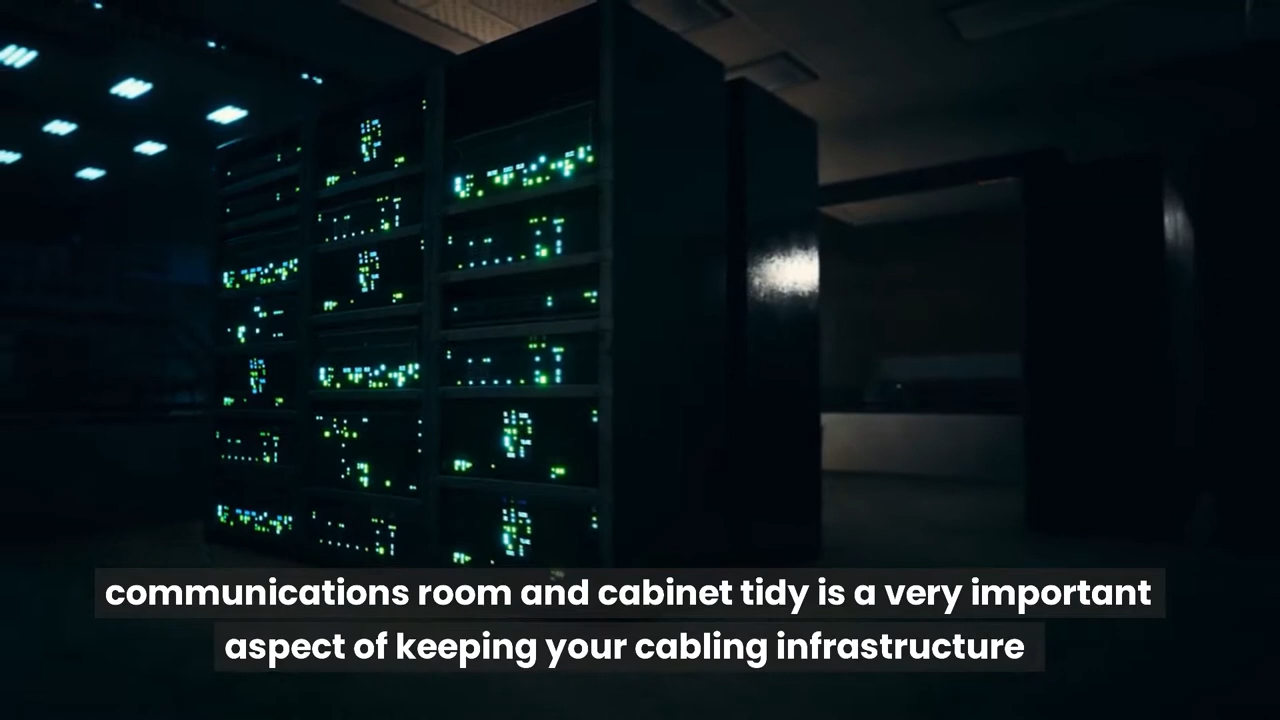 communications room and cabinet tidy is a very important
aspect of keeping your cabling infrastructure